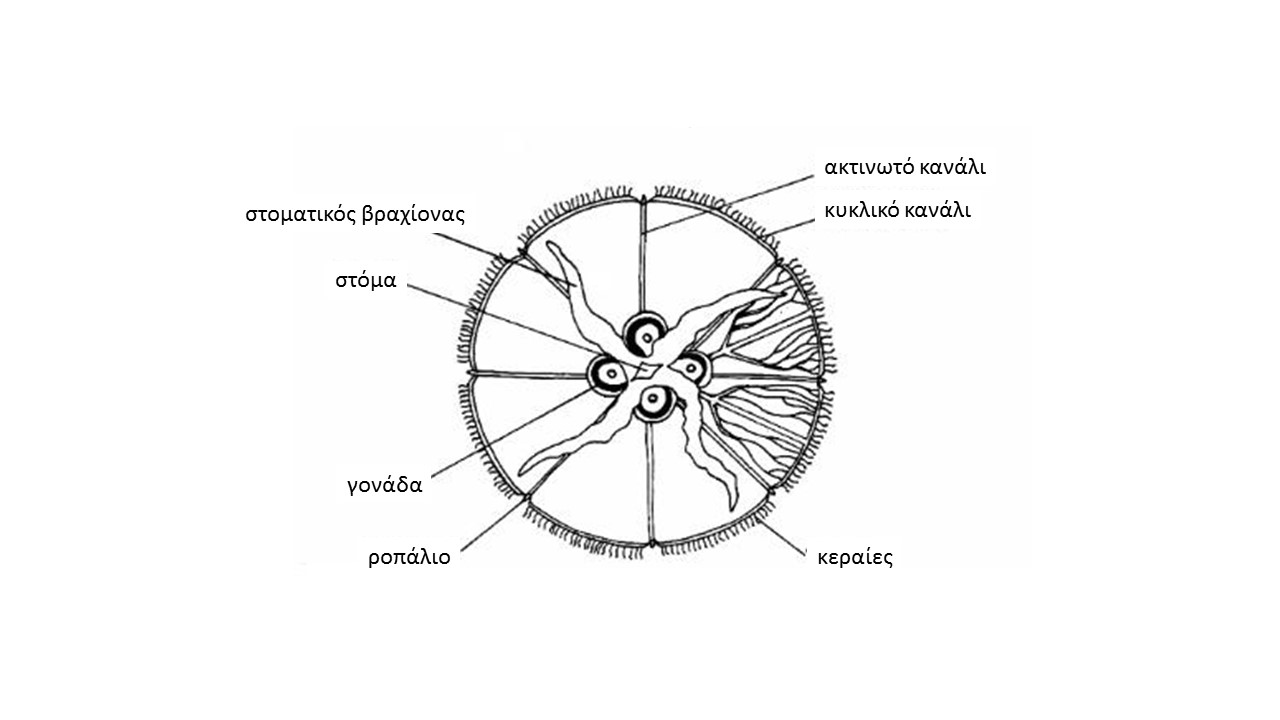 ακτινωτό κανάλι
στοματικός βραχίονας
κυκλικό κανάλι
στόμα
γονάδα
ροπάλιο
κεραίες